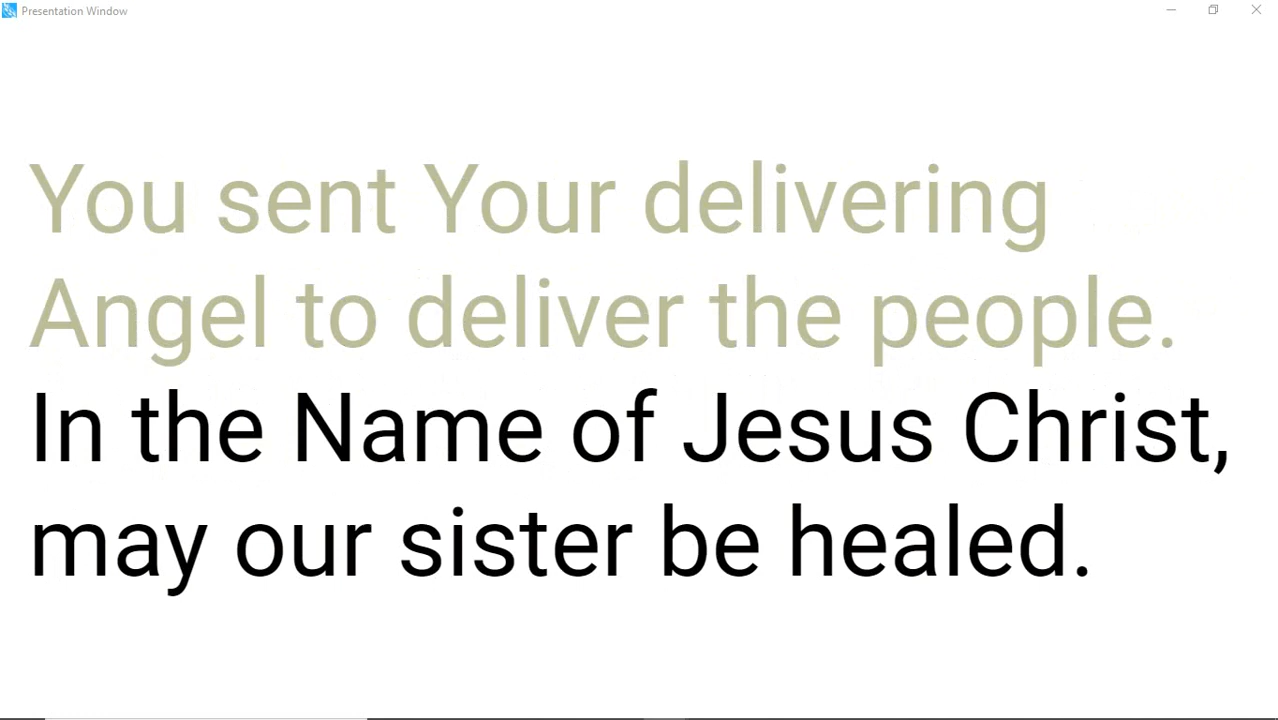 Presentation Window
You sent Your delivering
Angel to deliver the people.
In the Name of Jesus Christ,
may our sister be healed.